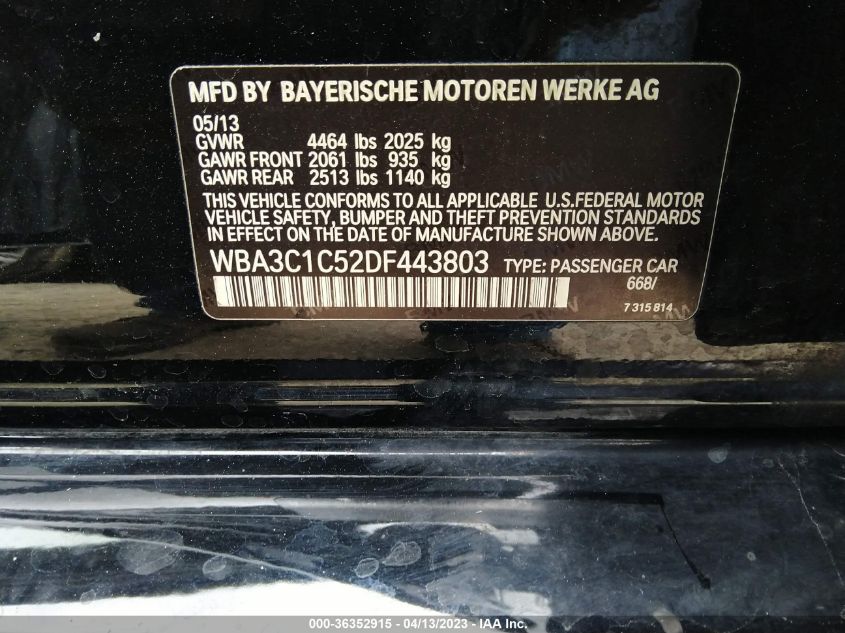 MFD BY BAYERISCHE MOTOREN WERKE AG
05/13
GVWR 4464 lbs 2025 kg
GAWR FRONT 2061 lbs 935 kg
GAWR REAR 2513 lbs 1140 kg
THIS VEHICLE CONFORMS TO ALL APPLICABLE U.S.FEDERAL MOTOR
VEHICLE SAFETY, BUMPER AND THEFT PREVENTION STANDARDS
IN EFFECT ON THE DATE OF MANUFACTURE SHOWN ABOVE.
WBA3C1C52DF443803 TYPE: PASSENGER CAR
668/
7 315 814
000-36352915 - 04/13/2023 - IAA Inc.